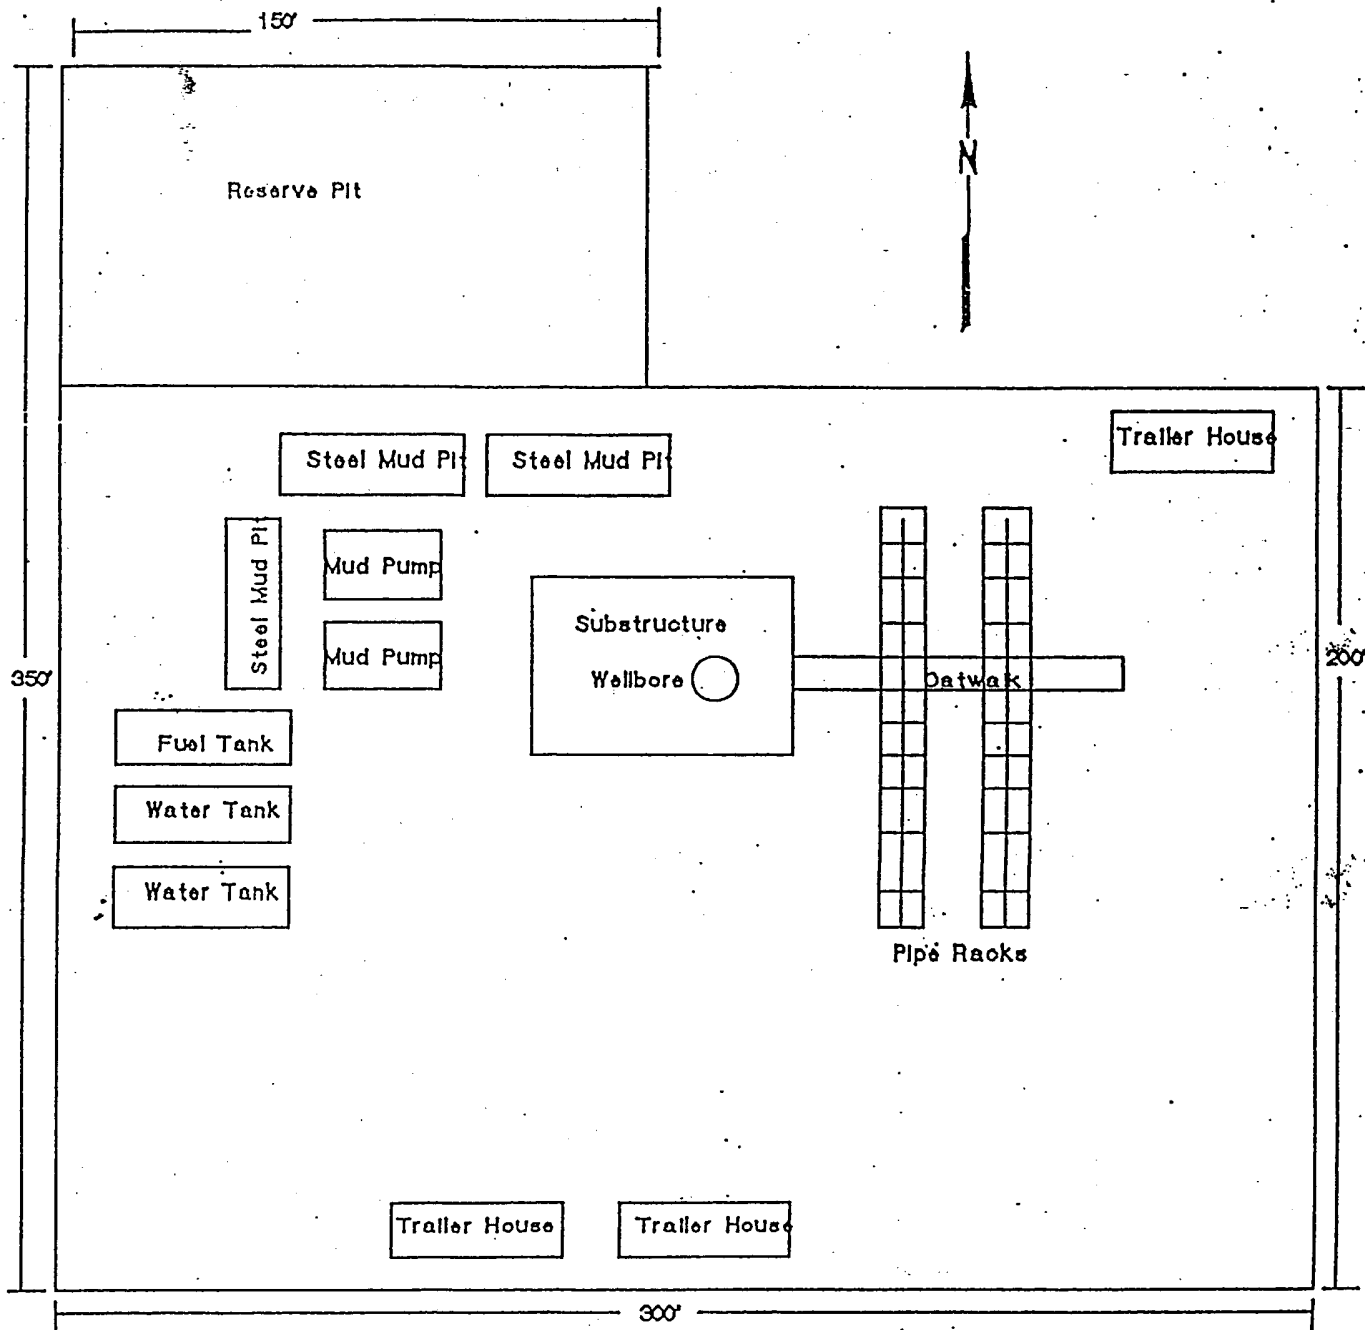 150'
N
Reserve Pit
Trailer House
Steel Mud Pit
Steel Mud Pit
Steel Mud Pit
Mud Pump
Mud Pump
Substructure
Wellbore
Catwalk
350'
200'
Fuel Tank
Water Tank
Water Tank
Pipe Racks
Trailer House
Trailer House
300'